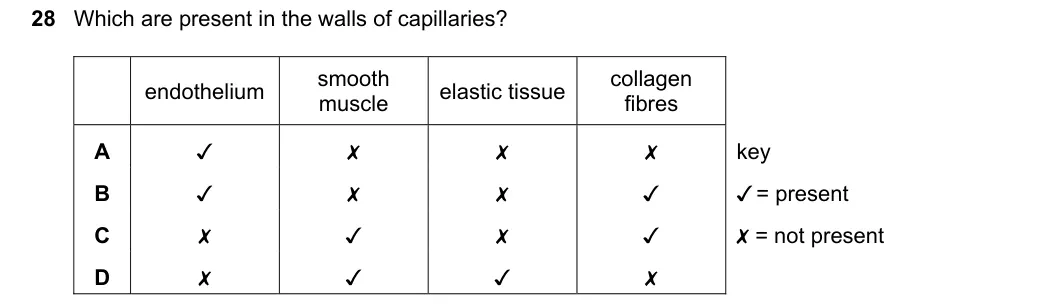 28 Which are present in the walls of capillaries?
endothelium smooth muscle elastic tissue collagen fibres
A ✓ ✗ ✗ ✗ key
B ✓ ✗ ✗ ✓ ✓ = present
C ✗ ✓ ✗ ✓ ✗ = not present
D ✗ ✓ ✓ ✗